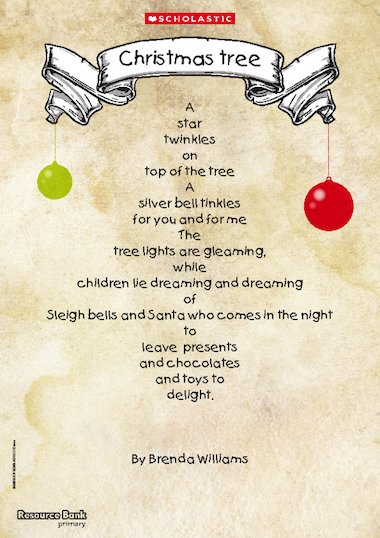 SCHOLASTIC
Christmas tree
A
star
twinkles
on
top of the tree
A
silver bell tinkles
for you and for me
The
tree lights are gleaming,
while
children lie dreaming and dreaming
of
Sleigh bells and Santa who comes in the night
to
leave presents
and chocolates
and toys to
delight.
By Brenda Williams
Resource Bank
primary